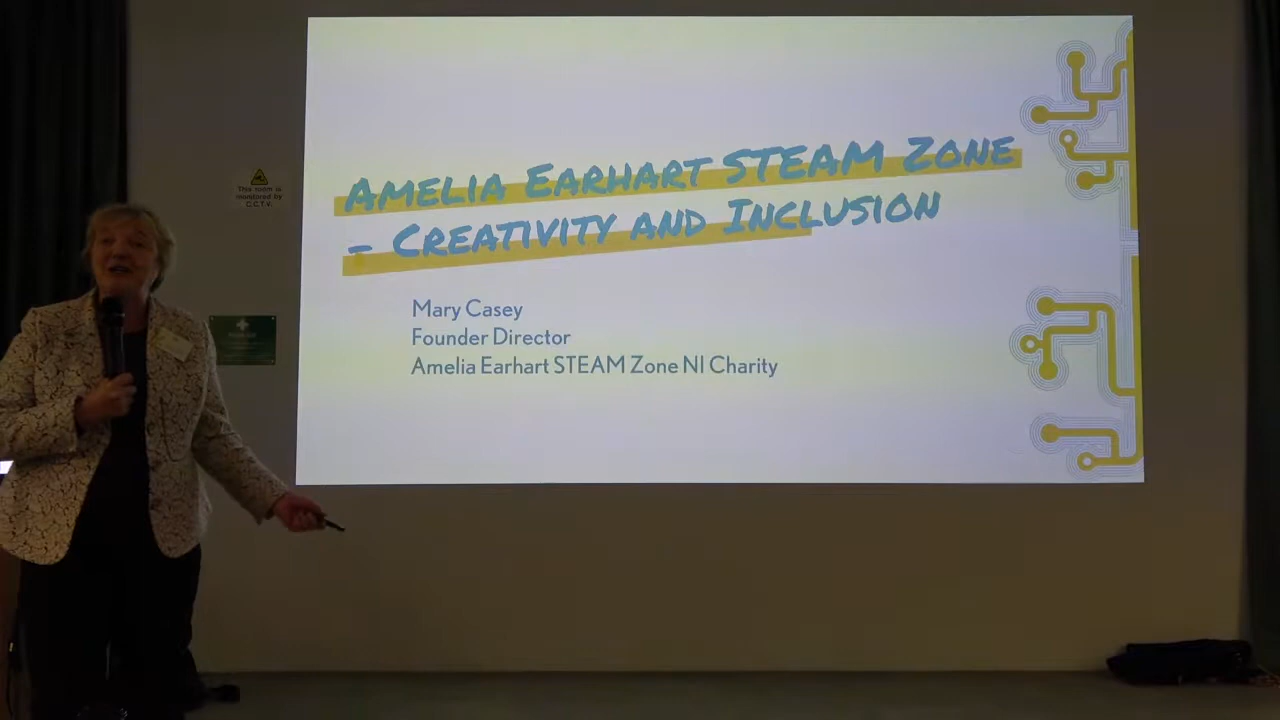 Amelia Earhart STEAM Zone
- Creativity and Inclusion
Mary Casey
Founder Director
Amelia Earhart STEAM Zone NI Charity
This room is
monitored by
C.C.T.V.